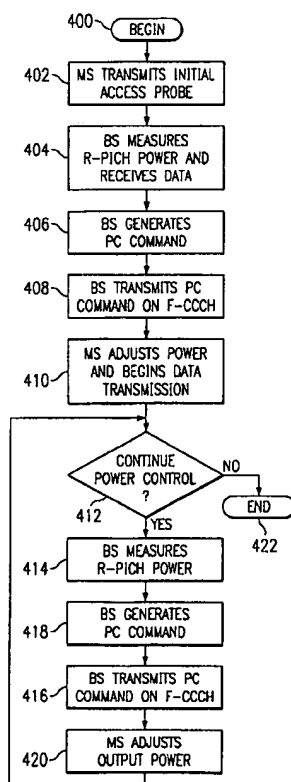 400
BEGIN
402
MS TRANSMITS INITIAL
ACCESS PROBE
404
BS MEASURES
R-PICH POWER AND
RECEIVES DATA
406
BS GENERATES
PC COMMAND
408
BS TRANSMITS PC
COMMAND ON F-CCCH
410
MS ADJUSTS POWER
AND BEGINS DATA
TRANSMISSION
CONTINUE
POWER CONTROL
?
412
NO
END
422
YES
414
BS MEASURES
R-PICH POWER
418
BS GENERATES
PC COMMAND
416
BS TRANSMITS PC
COMMAND ON F-CCCH
420
MS ADJUSTS
OUTPUT POWER